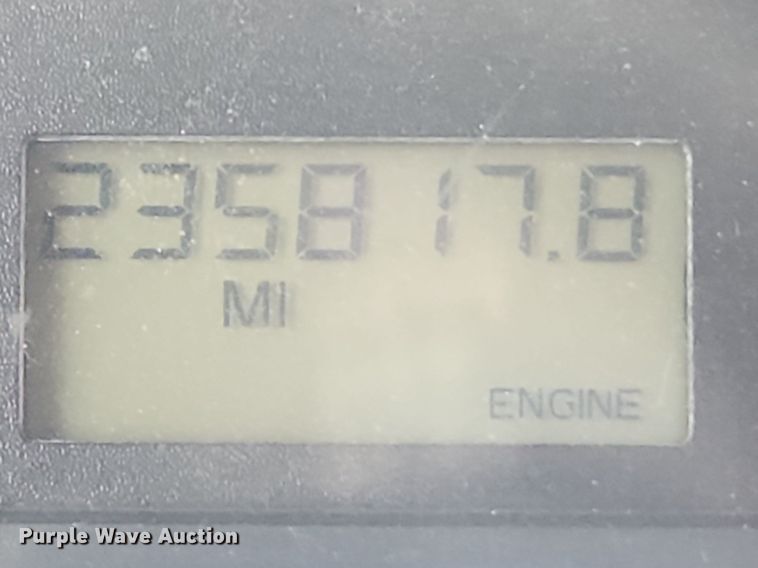 235817.8
MI
ENGINE
Purple Wave Auction